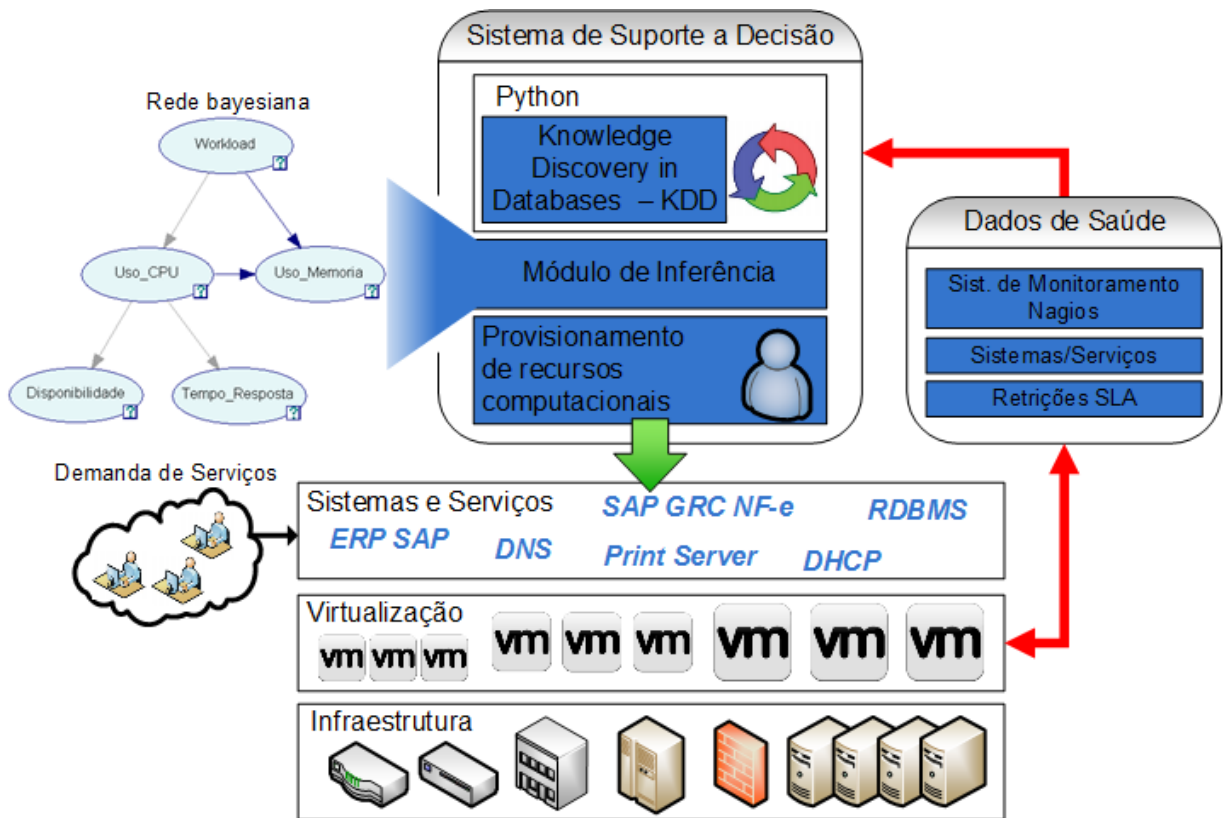 Sistema de Suporte a Decisão
Python
Knowledge
Discovery in
Databases – KDD
Módulo de Inferência
Provisionamento
de recursos
computacionais
Rede bayesiana
Workload
?
Uso_CPU
?
Uso_Memoria
?
Disponibilidade
?
Tempo_Resposta
?
Dados de Saúde
Sist. de Monitoramento
Nagios
Sistemas/Serviços
Retrições SLA
Demanda de Serviços
Sistemas e Serviços
SAP GRC NF-e
RDBMS
ERP SAP
DNS
Print Server
DHCP
Virtualização
vm
vm
vm
vm
vm
vm
vm
vm
vm
Infraestrutura